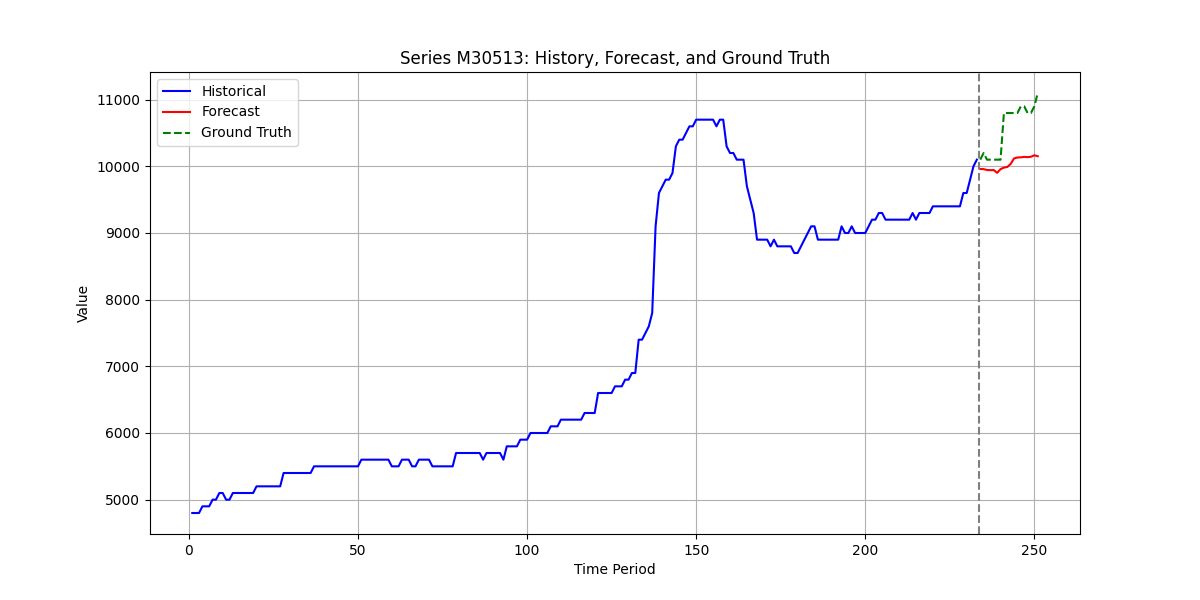 Series M30513: History, Forecast, and Ground Truth
Historical
Forecast
Ground Truth
11000
10000
9000
8000
7000
6000
5000
Value
0
50
100
150
200
250
Time Period